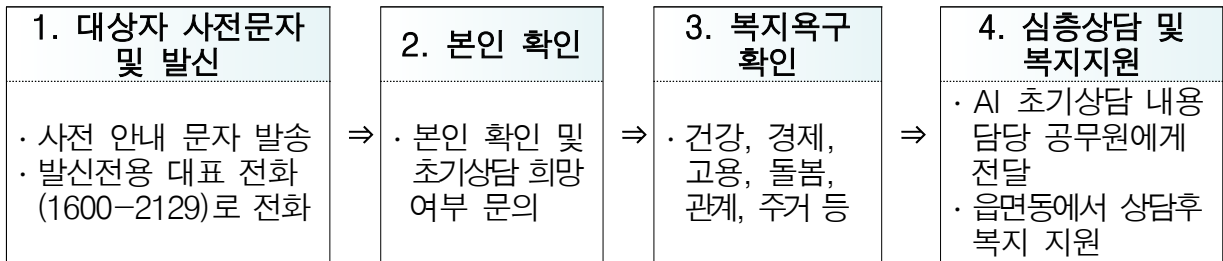 1. 대상자 사전문자
및 발신
· 사전 안내 문자 발송
· 발신전용 대표 전화
(1600-2129)로 전화
⇒
2. 본인 확인
· 본인 확인 및
초기상담 희망
여부 문의
⇒
3. 복지욕구
확인
· 건강, 경제,
고용, 돌봄,
관계, 주거 등
⇒
4. 심층상담 및
복지지원
· AI 초기상담 내용
담당 공무원에게
전달
· 읍면동에서 상담후
복지 지원